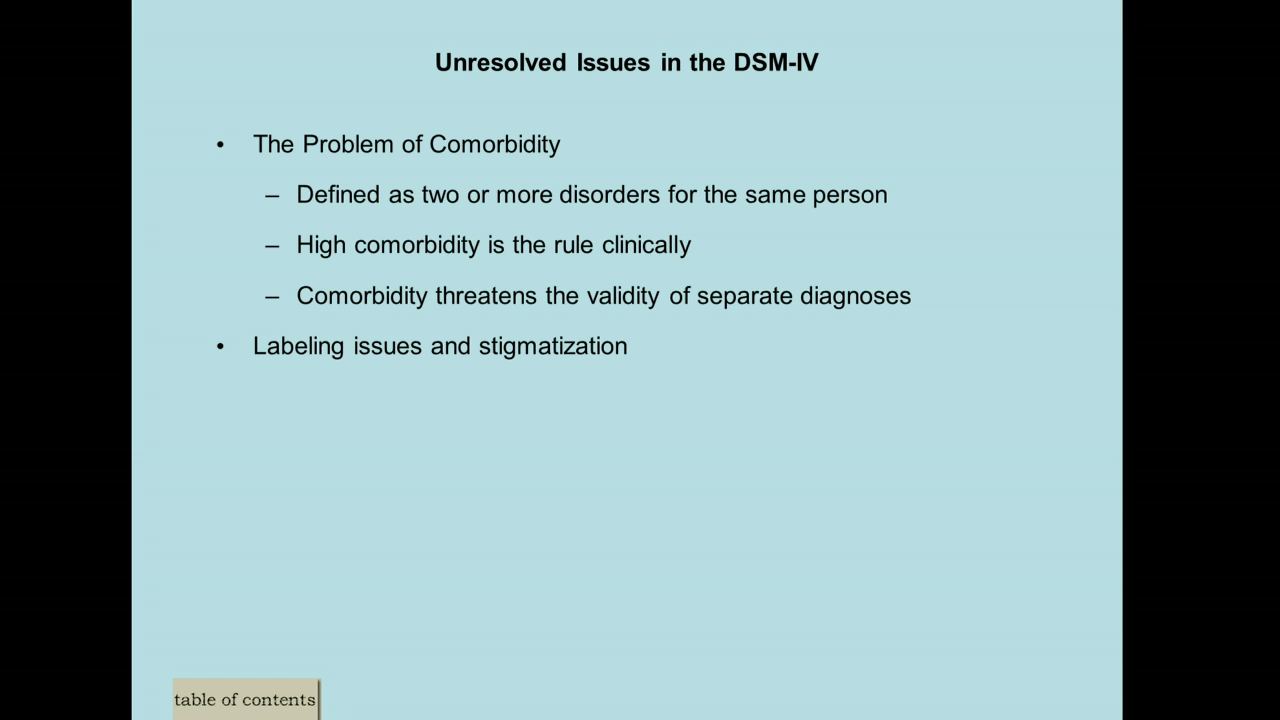 Unresolved Issues in the DSM-IV
• The Problem of Comorbidity
– Defined as two or more disorders for the same person
– High comorbidity is the rule clinically
– Comorbidity threatens the validity of separate diagnoses
• Labeling issues and stigmatization
table of contents